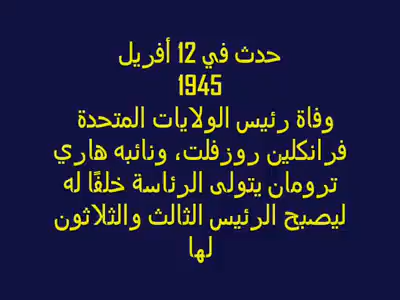 حدث في 12 أفريل
1945
وفاة رئيس الولايات المتحدة
فرانكلين روزفلت، ونائبه هاري
ترومان يتولى الرئاسة خلفًا له
ليصبح الرئيس الثالث والثلاثون
لها